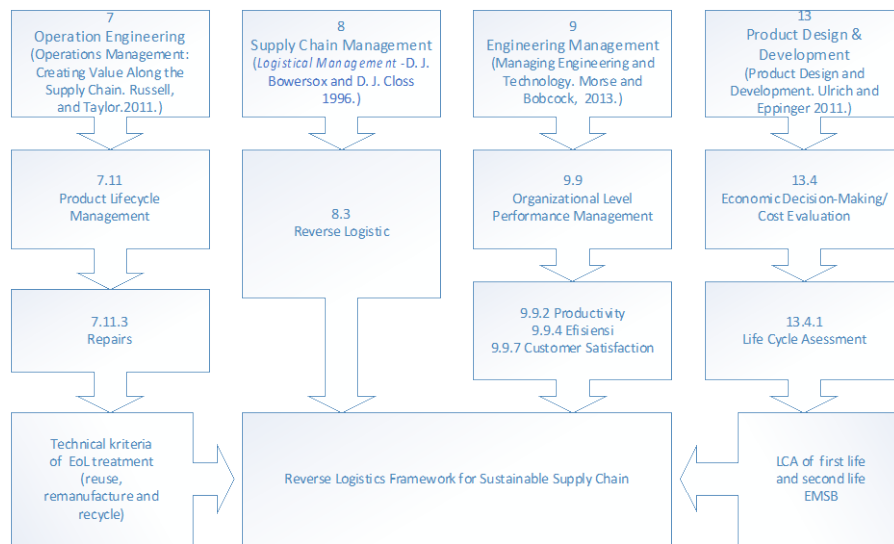 7
Operation Engineering
(Operations Management:
Creating Value Along the
Supply Chain. Russell,
and Taylor.2011.)
8
Supply Chain Management
(Logistical Management -D. J.
Bowersox and D. J. Closs
1996.)
9
Engineering Management
(Managing Engineering and
Technology. Morse and
Bobcock, 2013.)
13
Product Design &
Development
(Product Design and
Development. Ulrich and
Eppinger 2011.)
7.11
Product Lifecycle
Management
8.3
Reverse Logistic
9.9
Organizational Level
Performance Management
13.4
Economic Decision-Making/
Cost Evaluation
7.11.3
Repairs
9.9.2 Productivity
9.9.4 Efisiensi
9.9.7 Customer Satisfaction
13.4.1
Life Cycle Asessment
Technical kriteria
of EoL treatment
(reuse,
remanufacture and
recycle)
Reverse Logistics Framework for Sustainable Supply Chain
LCA of first life
and second life
EMSB